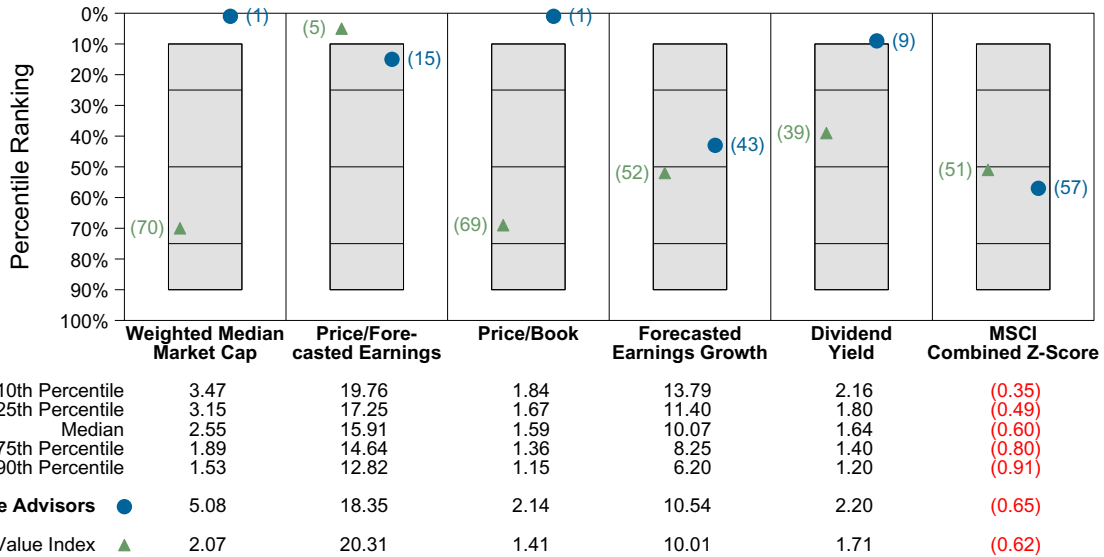 Percentile Ranking
0%
10%
20%
30%
40%
50%
60%
70%
80%
90%
100%
(70)
(1)
(5)
(15)
(69)
(1)
(52)
(43)
(39)
(9)
(51)
(57)
Weighted Median
Market Cap
Price/Fore-
casted Earnings
Price/Book
Forecasted
Earnings Growth
Dividend
Yield
MSCI
Combined Z-Score
10th Percentile 3.47 19.76 1.84 13.79 2.16 (0.35)
25th Percentile 3.15 17.25 1.67 11.40 1.80 (0.49)
Median 2.55 15.91 1.59 10.07 1.64 (0.60)
75th Percentile 1.89 14.64 1.36 8.25 1.40 (0.80)
90th Percentile 1.53 12.82 1.15 6.20 1.20 (0.91)
Advisors 5.08 18.35 2.14 10.54 2.20 (0.65)
Value Index 2.07 20.31 1.41 10.01 1.71 (0.62)